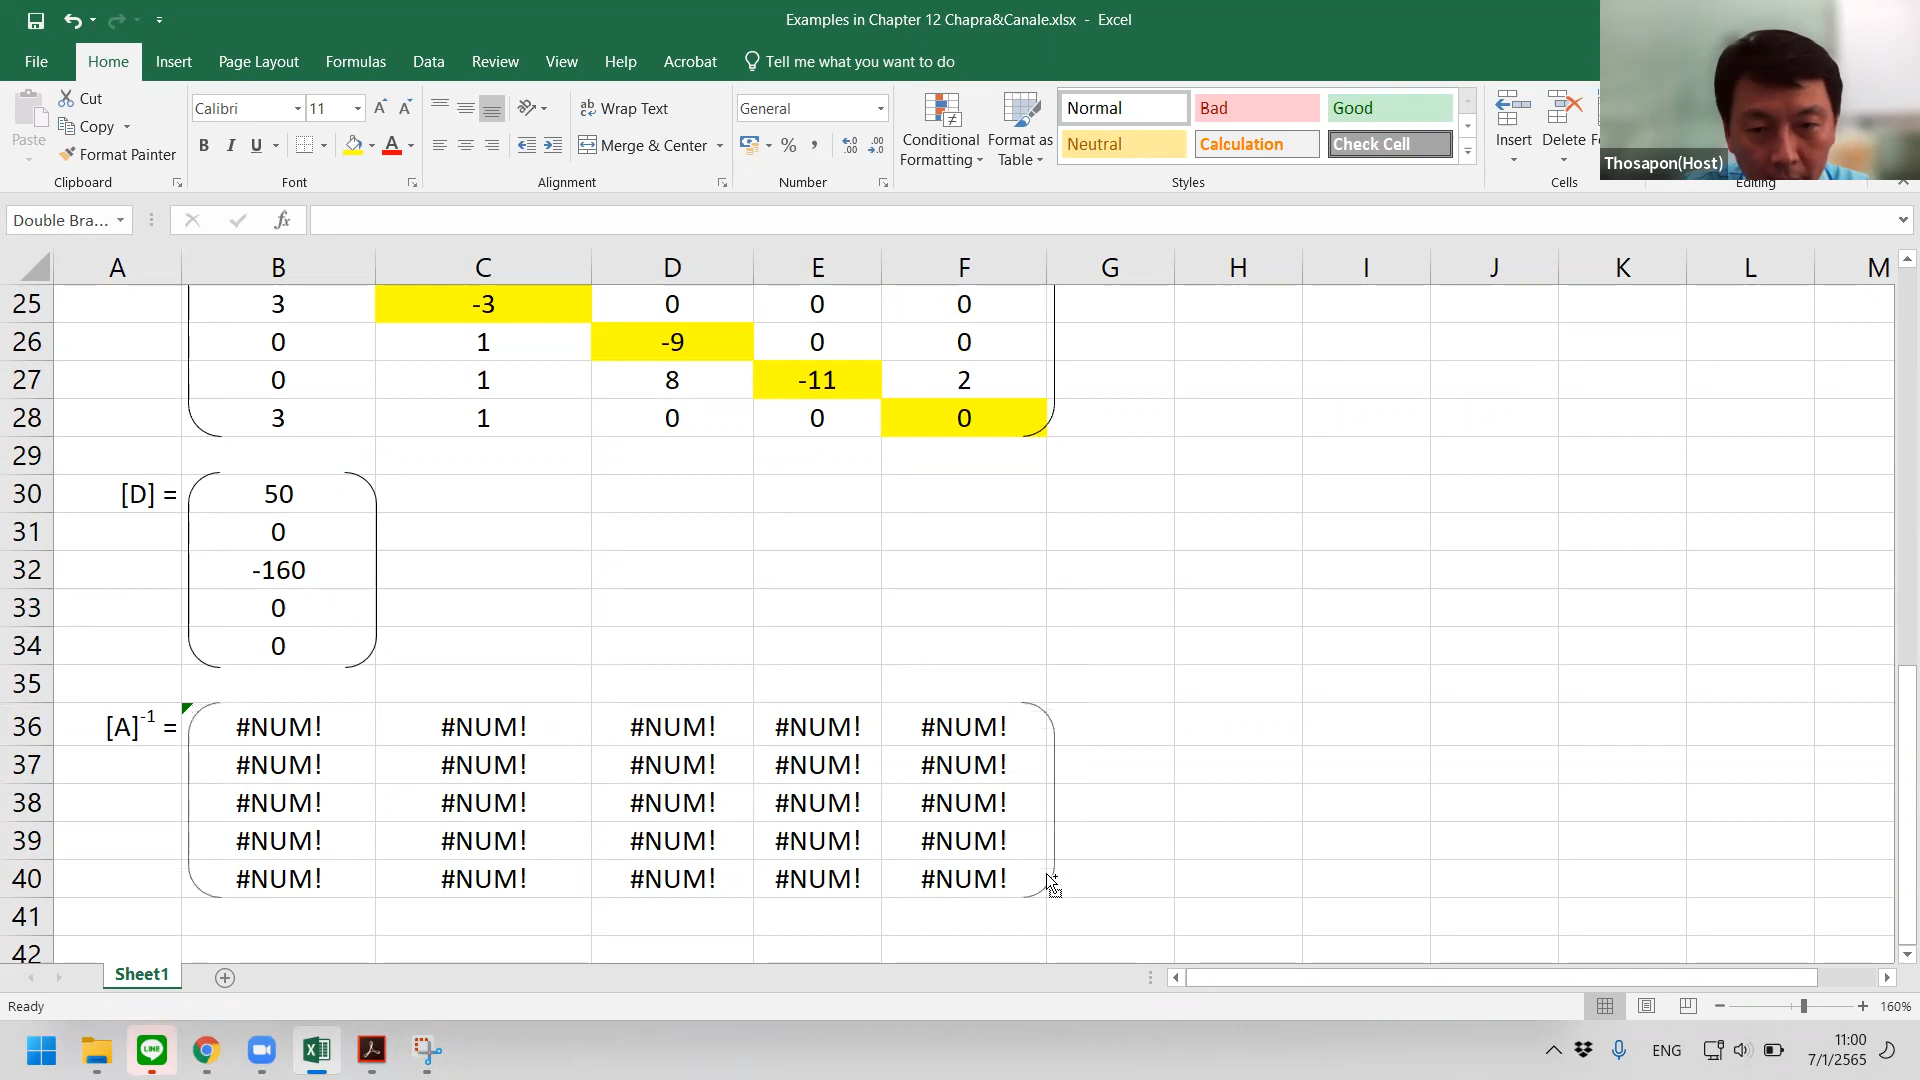 Examples in Chapter 12 Chapra&Canale.xlsx - Excel
File Home Insert Page Layout Formulas Data Review View Help Acrobat Tell me what you want to do
Paste
Cut
Copy
Format Painter
Clipboard
Calibri 11
B I U
Font
Wrap Text
Merge & Center
Alignment
General
Number
Conditional Formatting
Format as Table
Normal Bad Good
Neutral Calculation Check Cell
Styles
Insert Delete
Cells
Editing
Thosapon(Host)
Double Bra... fx
A B C D E F G H I J K L M
25 3 -3 0 0 0
26 0 1 -9 0 0
27 0 1 8 -11 2
28 3 1 0 0 0
29
30 [D] = 50
31 0
32 -160
33 0
34 0
35
36 [A]-1 = #NUM! #NUM! #NUM! #NUM! #NUM!
37 #NUM! #NUM! #NUM! #NUM! #NUM!
38 #NUM! #NUM! #NUM! #NUM! #NUM!
39 #NUM! #NUM! #NUM! #NUM! #NUM!
40 #NUM! #NUM! #NUM! #NUM! #NUM!
41
42
Sheet1
Ready 160%
LINE
ENG 11:00
7/1/2565